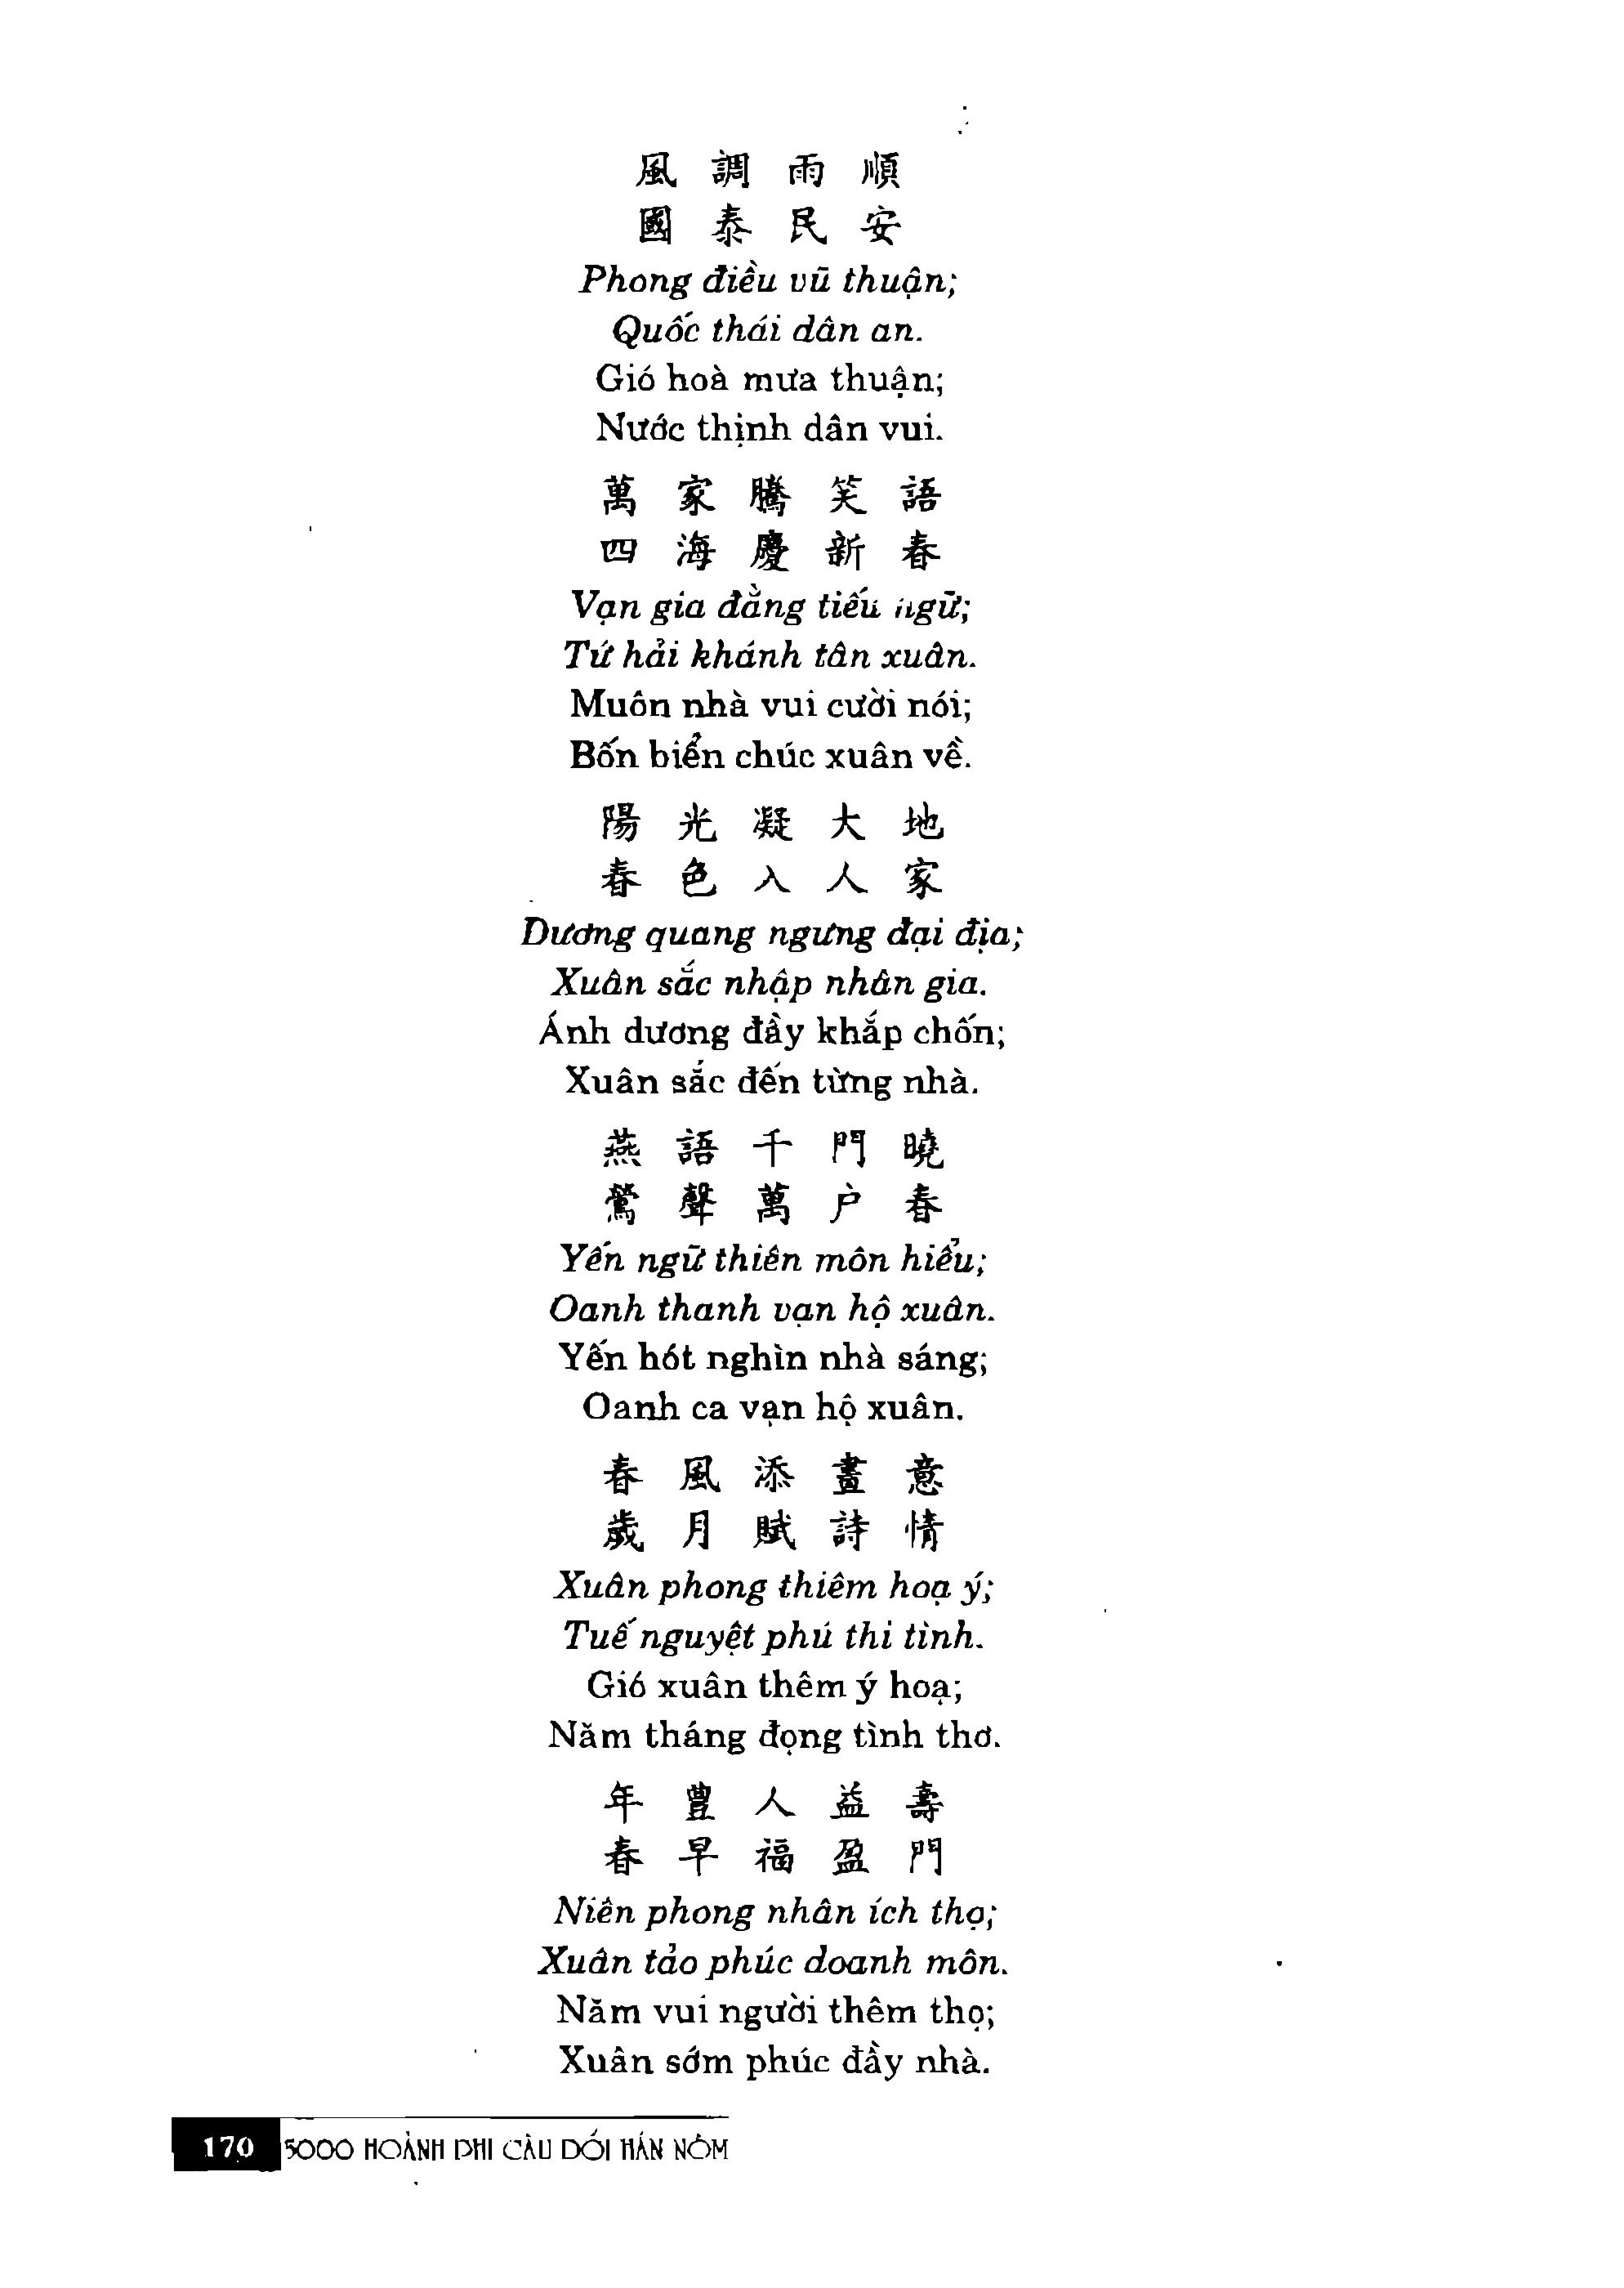 風調雨順
國泰民安
Phong điều vũ thuận;
Quốc thái dân an.
Gió hoà mưa thuận;
Nước thịnh dân vui.
萬家騰笑語
四海慶新春
Vạn gia đằng tiếu ngữ;
Tứ hải khánh tân xuân.
Muôn nhà vui cười nói;
Bốn biển chúc xuân về.
陽光凝大地
春色入人家
Dương quang ngưng đại địa;
Xuân sắc nhập nhân gia.
Ánh dương đầy khắp chốn;
Xuân sắc đến từng nhà.
燕語千門曉
鶯聲萬户春
Yến ngữ thiên môn hiểu;
Oanh thanh vạn hộ xuân.
Yến hót nghìn nhà sáng;
Oanh ca vạn hộ xuân.
春風添畫意
歲月賦詩情
Xuân phong thiêm hoạ ý;
Tuế nguyệt phú thi tình.
Gió xuân thêm ý hoạ;
Năm tháng đọng tình thơ.
年豐人益壽
春早福盈門
Niên phong nhân ích thọ;
Xuân tảo phúc doanh môn.
Năm vui người thêm thọ;
Xuân sớm phúc đầy nhà.
170 5000 HOÀNH PHI CÂU ĐỐI HÁN NÔM